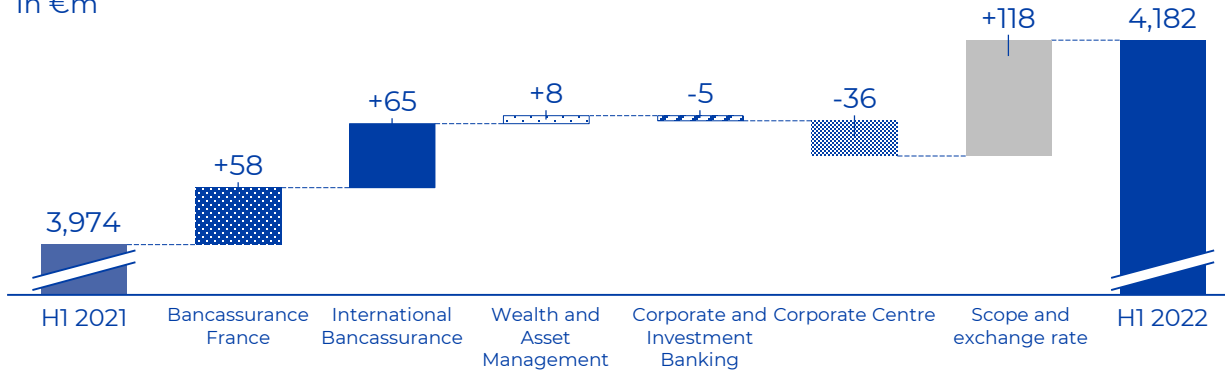 in €m
3,974
+58
+65
+8
-5
-36
+118
4,182
H1 2021
Bancassurance
France
International
Bancassurance
Wealth and
Asset
Management
Corporate and
Investment
Banking
Corporate Centre
Scope and
exchange rate
H1 2022